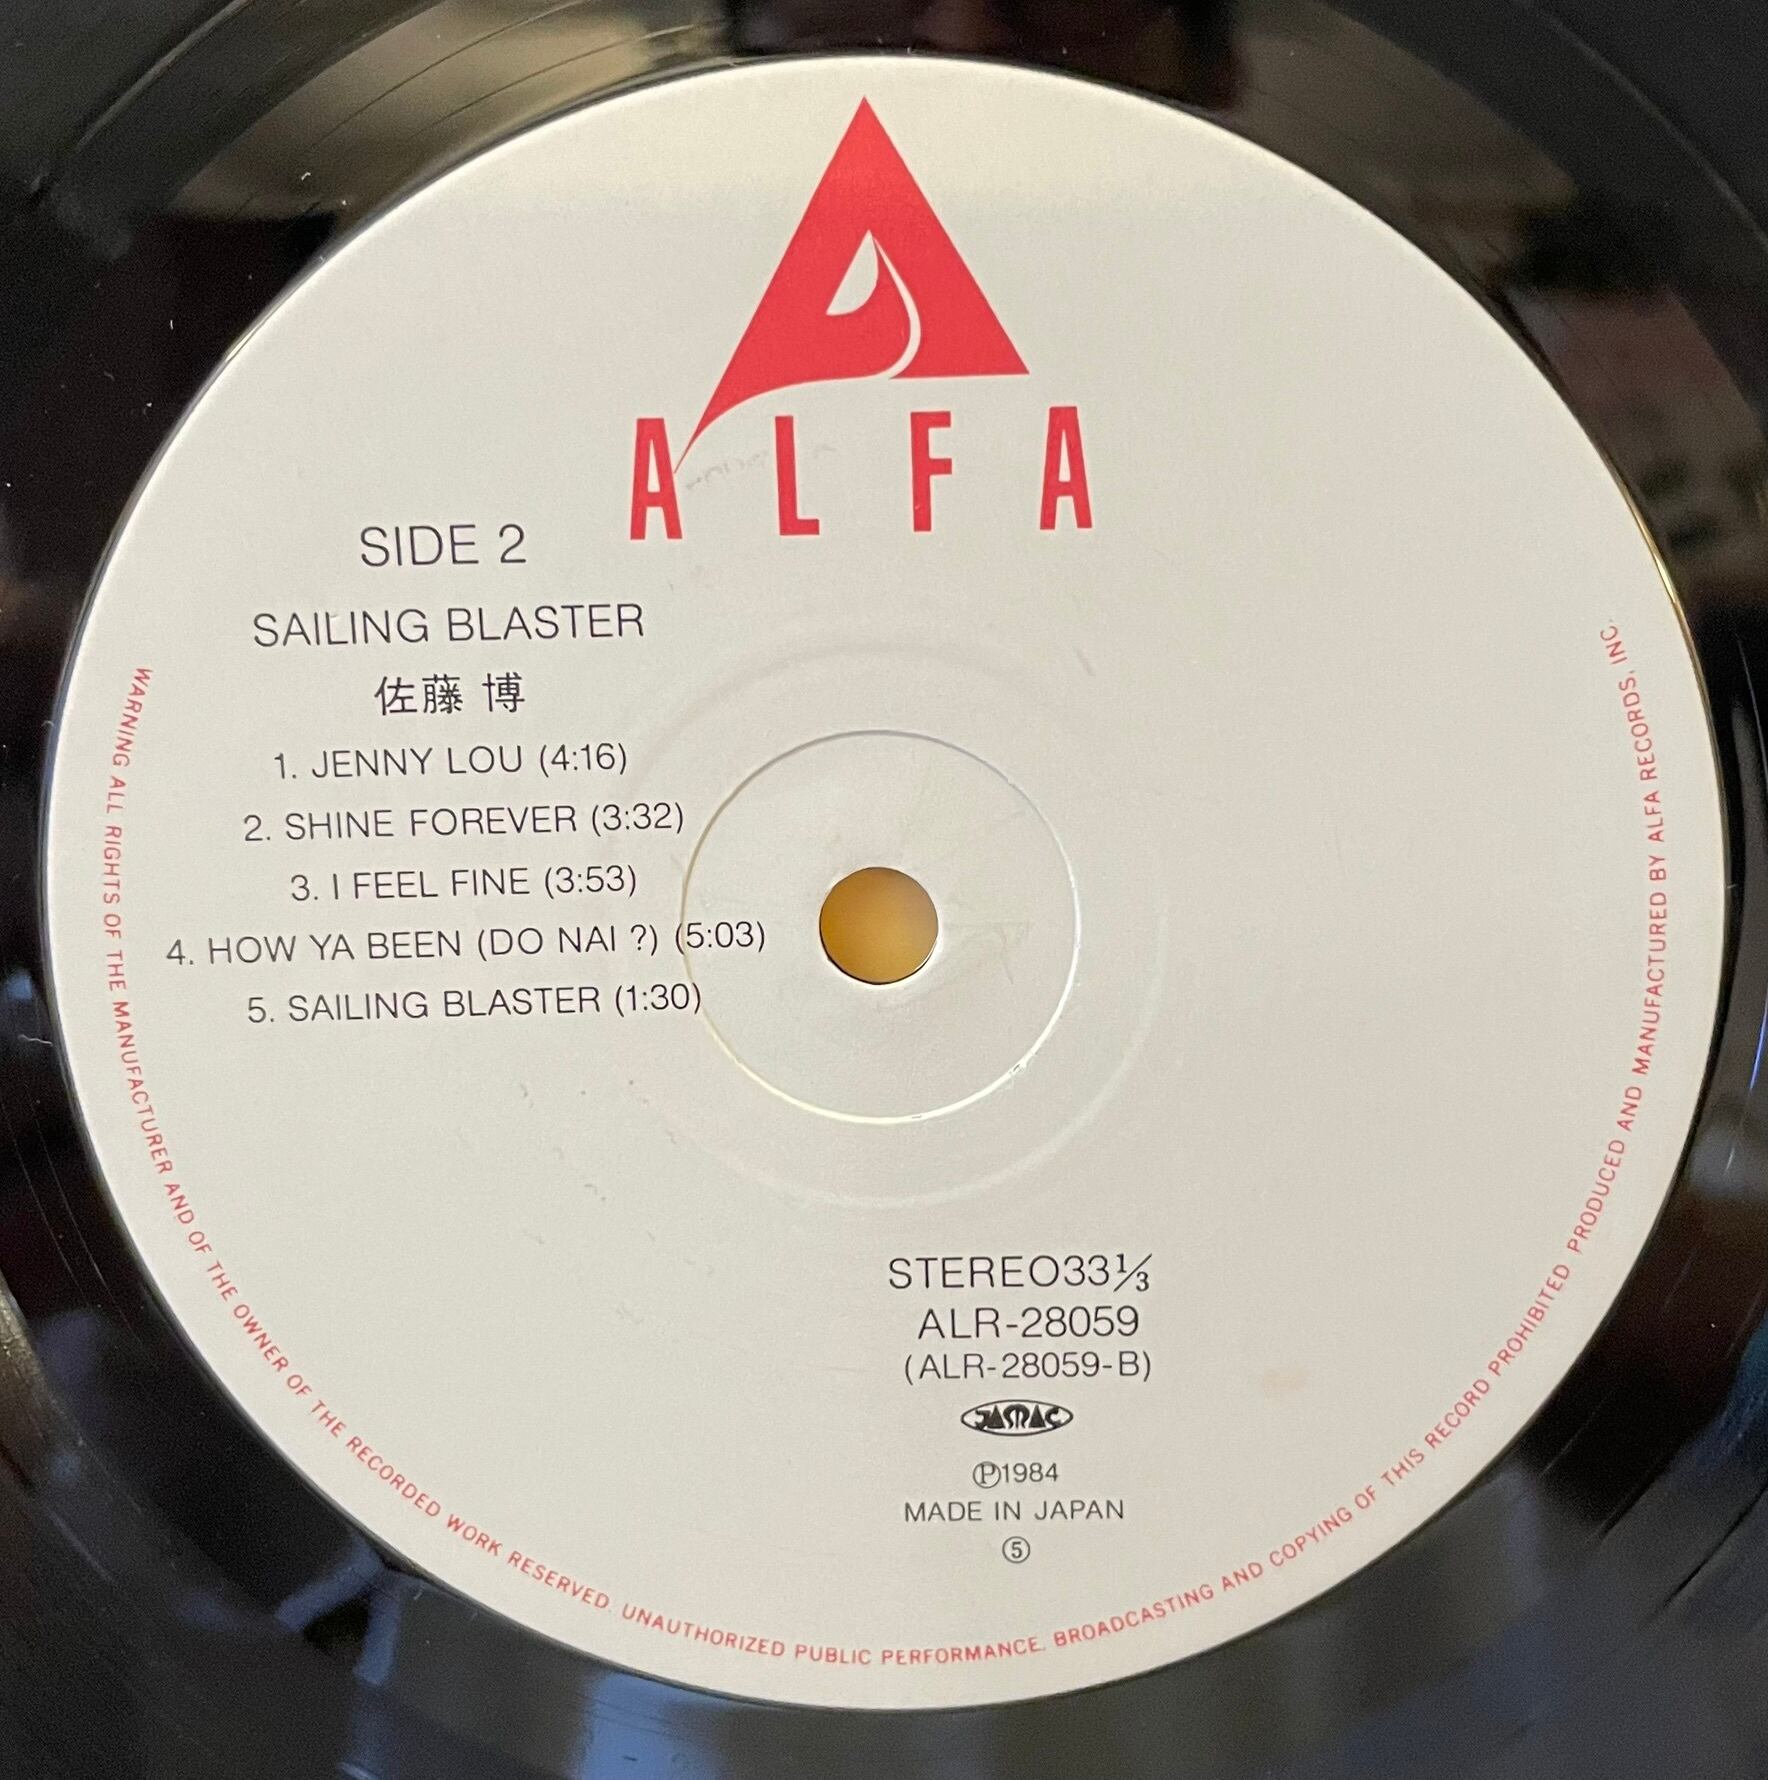 ALFA
SIDE 2
SAILING BLASTER
佐藤 博
1. JENNY LOU (4:16)
2. SHINE FOREVER (3:32)
3. I FEEL FINE (3:53)
4. HOW YA BEEN (DO NAI ?) (5:03)
5. SAILING BLASTER (1:30)
STEREO33⅓
ALR-28059
(ALR-28059-B)
JASRAC
Ⓟ1984
MADE IN JAPAN
⑤
WARNING ALL RIGHTS OF THE MANUFACTURER AND OF THE OWNER OF THE RECORDED WORK RESERVED. UNAUTHORIZED PUBLIC PERFORMANCE. BROADCASTING AND COPYING OF THIS RECORD PROHIBITED PRODUCED AND MANUFACTURED BY ALFA RECORDS, INC.